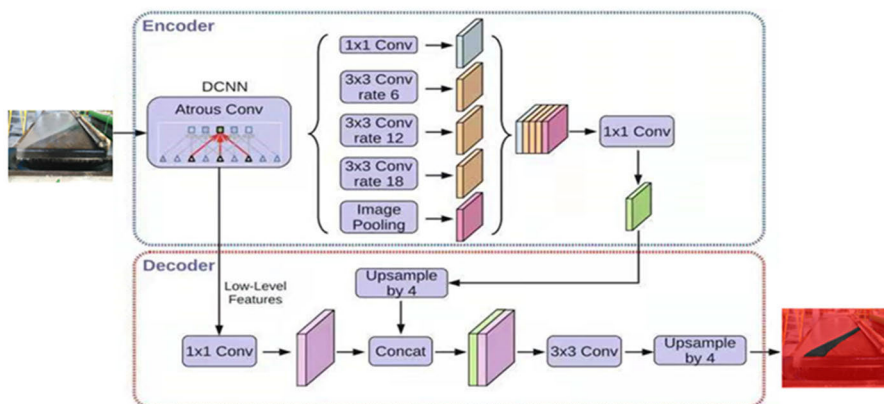 Encoder
DCNN
Atrous Conv
1x1 Conv
3x3 Conv
rate 6
3x3 Conv
rate 12
3x3 Conv
rate 18
Image
Pooling
1x1 Conv
Decoder
Low-Level
Features
Upsample
by 4
1x1 Conv
Concat
3x3 Conv
Upsample
by 4